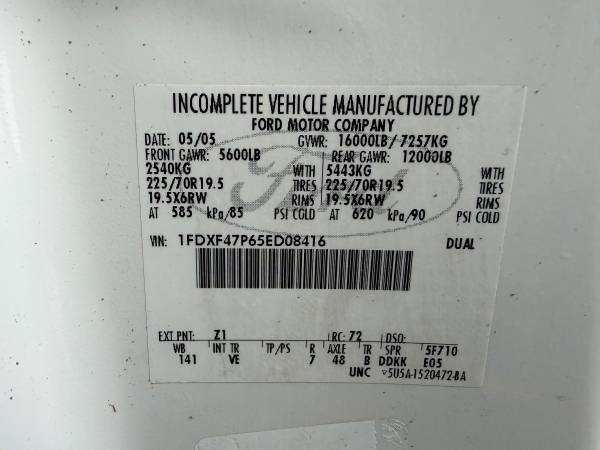 INCOMPLETE VEHICLE MANUFACTURED BY
FORD MOTOR COMPANY
DATE: 05/05 GVWR: 16000LB / 7257KG
FRONT GAWR: 5600LB REAR GAWR: 12000LB
2540KG WITH 5443KG WITH
225/70R19.5 TIRES 225/70R19.5 TIRES
19.5X6RW RIMS 19.5X6RW RIMS
AT 585 kPa/85 PSI COLD AT 620 kPa/90 PSI COLD
VIN: 1FDXF47P65ED08416 DUAL
Ford
EXT PNT: Z1 RC: 72 DSO:
WB INT TR TP/PS R AXLE TR SPR 5F710
141 VE 7 48 B DDKK E05
UNC ▽5U5A-1520472-BA